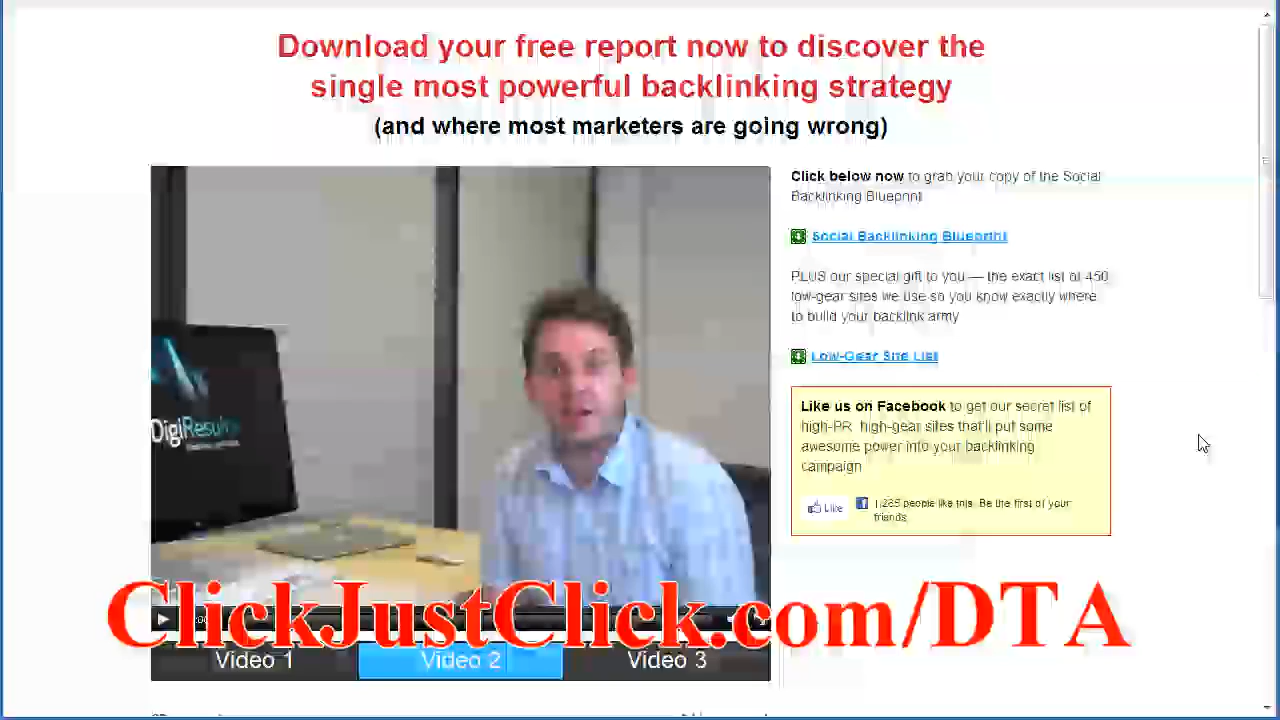 Download your free report now to discover the
single most powerful backlinking strategy
(and where most marketers are going wrong)
Click below now to grab your copy of the Social
Backlinking Blueprint
Social Backlinking Blueprint
PLUS our special gift to you — the exact list of 450
low-gear sites we use so you know exactly where
to build your backlink army
Low-Gear Site List
Like us on Facebook to get our secret list of
high-PR high-gear sites that'll put some
awesome power into your backlinking
campaign
Like
people like this. Be the first of your
friends
DigiResults
ClickJustClick.com/DTA
Video 1
Video 2
Video 3